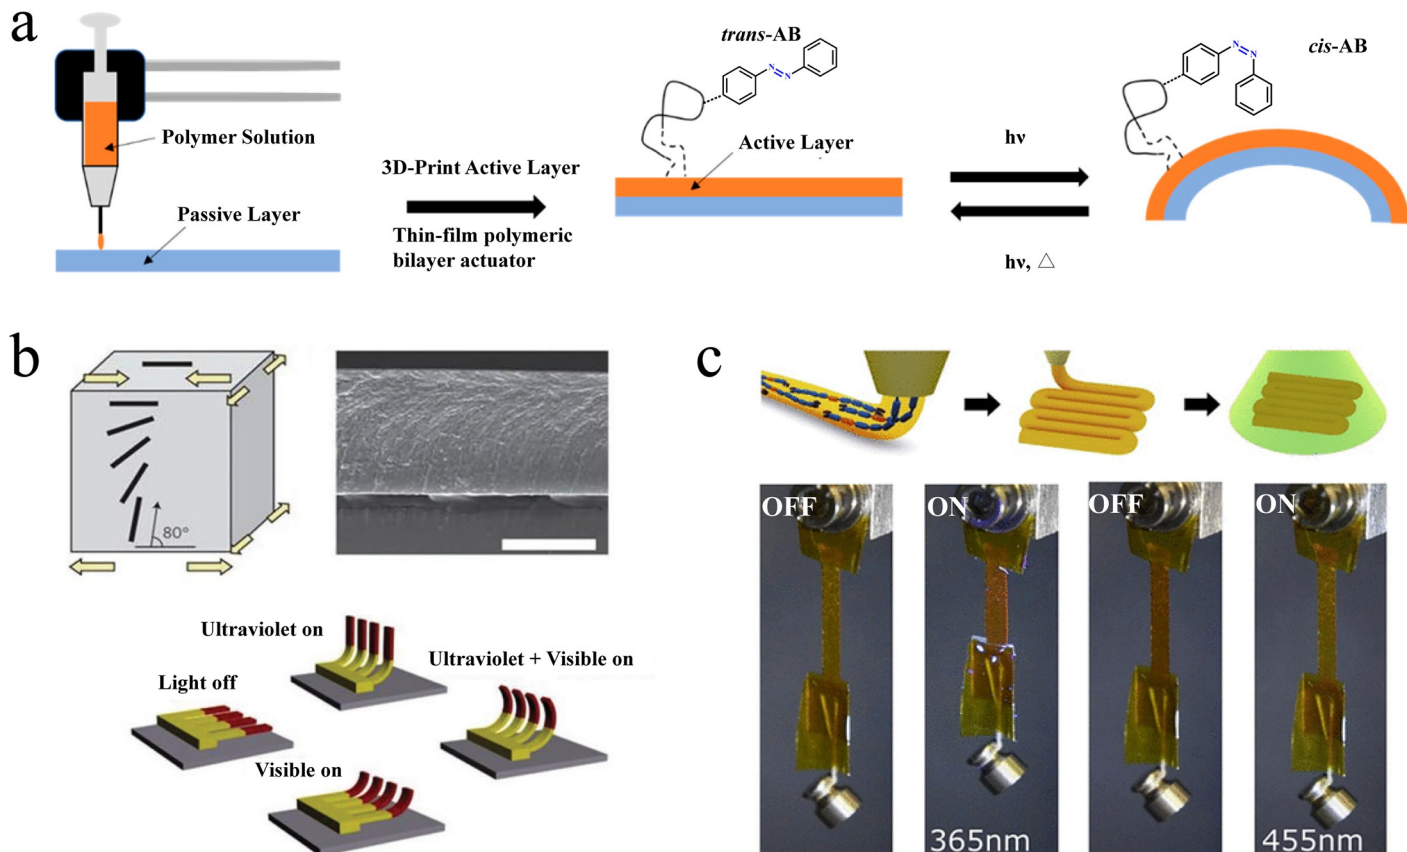 a
trans-AB
cis-AB
N
N
N
N
Polymer Solution
Active Layer
hν
3D-Print Active Layer
Passive Layer
Thin-film polymeric
bilayer actuator
hν, △
b
80°
Ultraviolet on
Ultraviolet + Visible on
Light off
Visible on
c
OFF
ON
OFF
ON
365nm
455nm